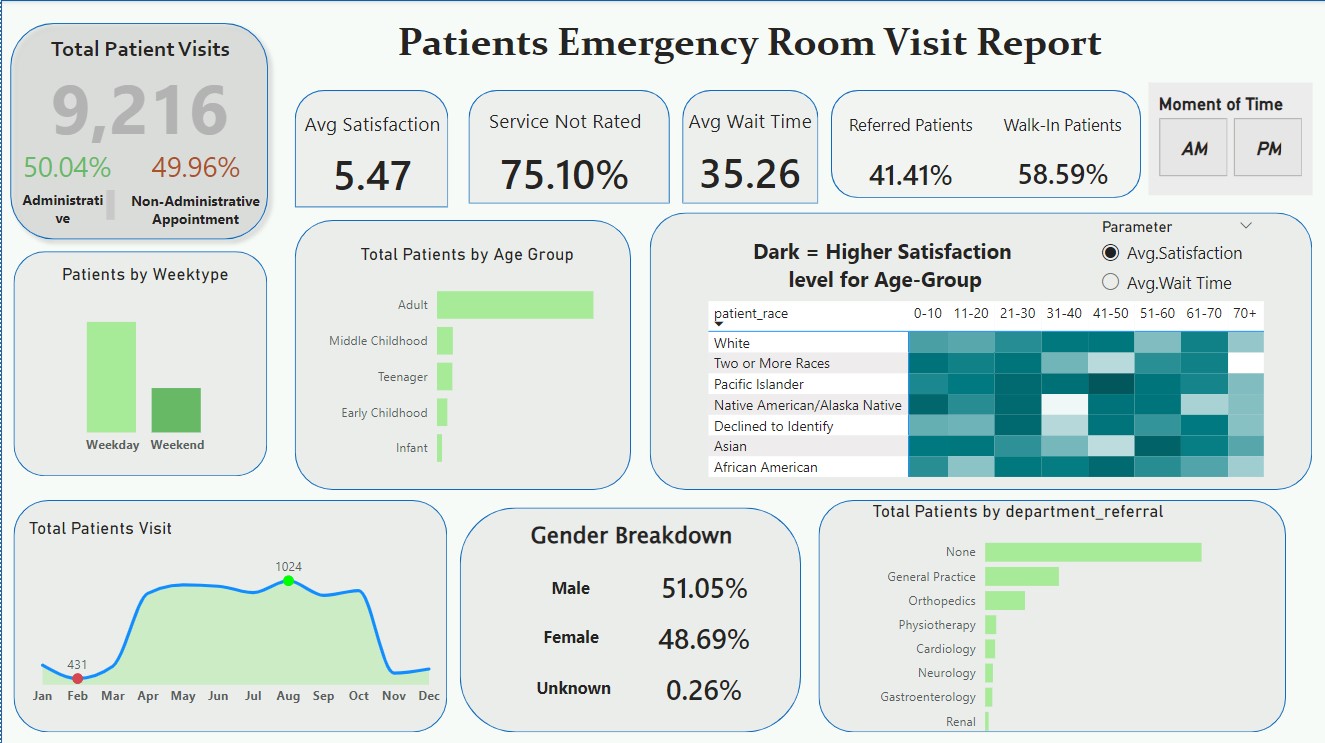 Patients Emergency Room Visit Report
Total Patient Visits
9,216
50.04% 49.96%
Administrati
ve
Non-Administrative
Appointment
Avg Satisfaction
5.47
Service Not Rated
75.10%
Avg Wait Time
35.26
Referred Patients Walk-In Patients
41.41% 58.59%
Moment of Time
AM PM
Patients by Weektype
Weekday Weekend
Total Patients by Age Group
Adult
Middle Childhood
Teenager
Early Childhood
Infant
Dark = Higher Satisfaction
level for Age-Group
Parameter
Avg.Satisfaction
Avg.Wait Time
patient_race 0-10 11-20 21-30 31-40 41-50 51-60 61-70 70+
White
Two or More Races
Pacific Islander
Native American/Alaska Native
Declined to Identify
Asian
African American
Total Patients Visit
1024
431
Jan Feb Mar Apr May Jun Jul Aug Sep Oct Nov Dec
Gender Breakdown
Male 51.05%
Female 48.69%
Unknown 0.26%
Total Patients by department_referral
None
General Practice
Orthopedics
Physiotherapy
Cardiology
Neurology
Gastroenterology
Renal